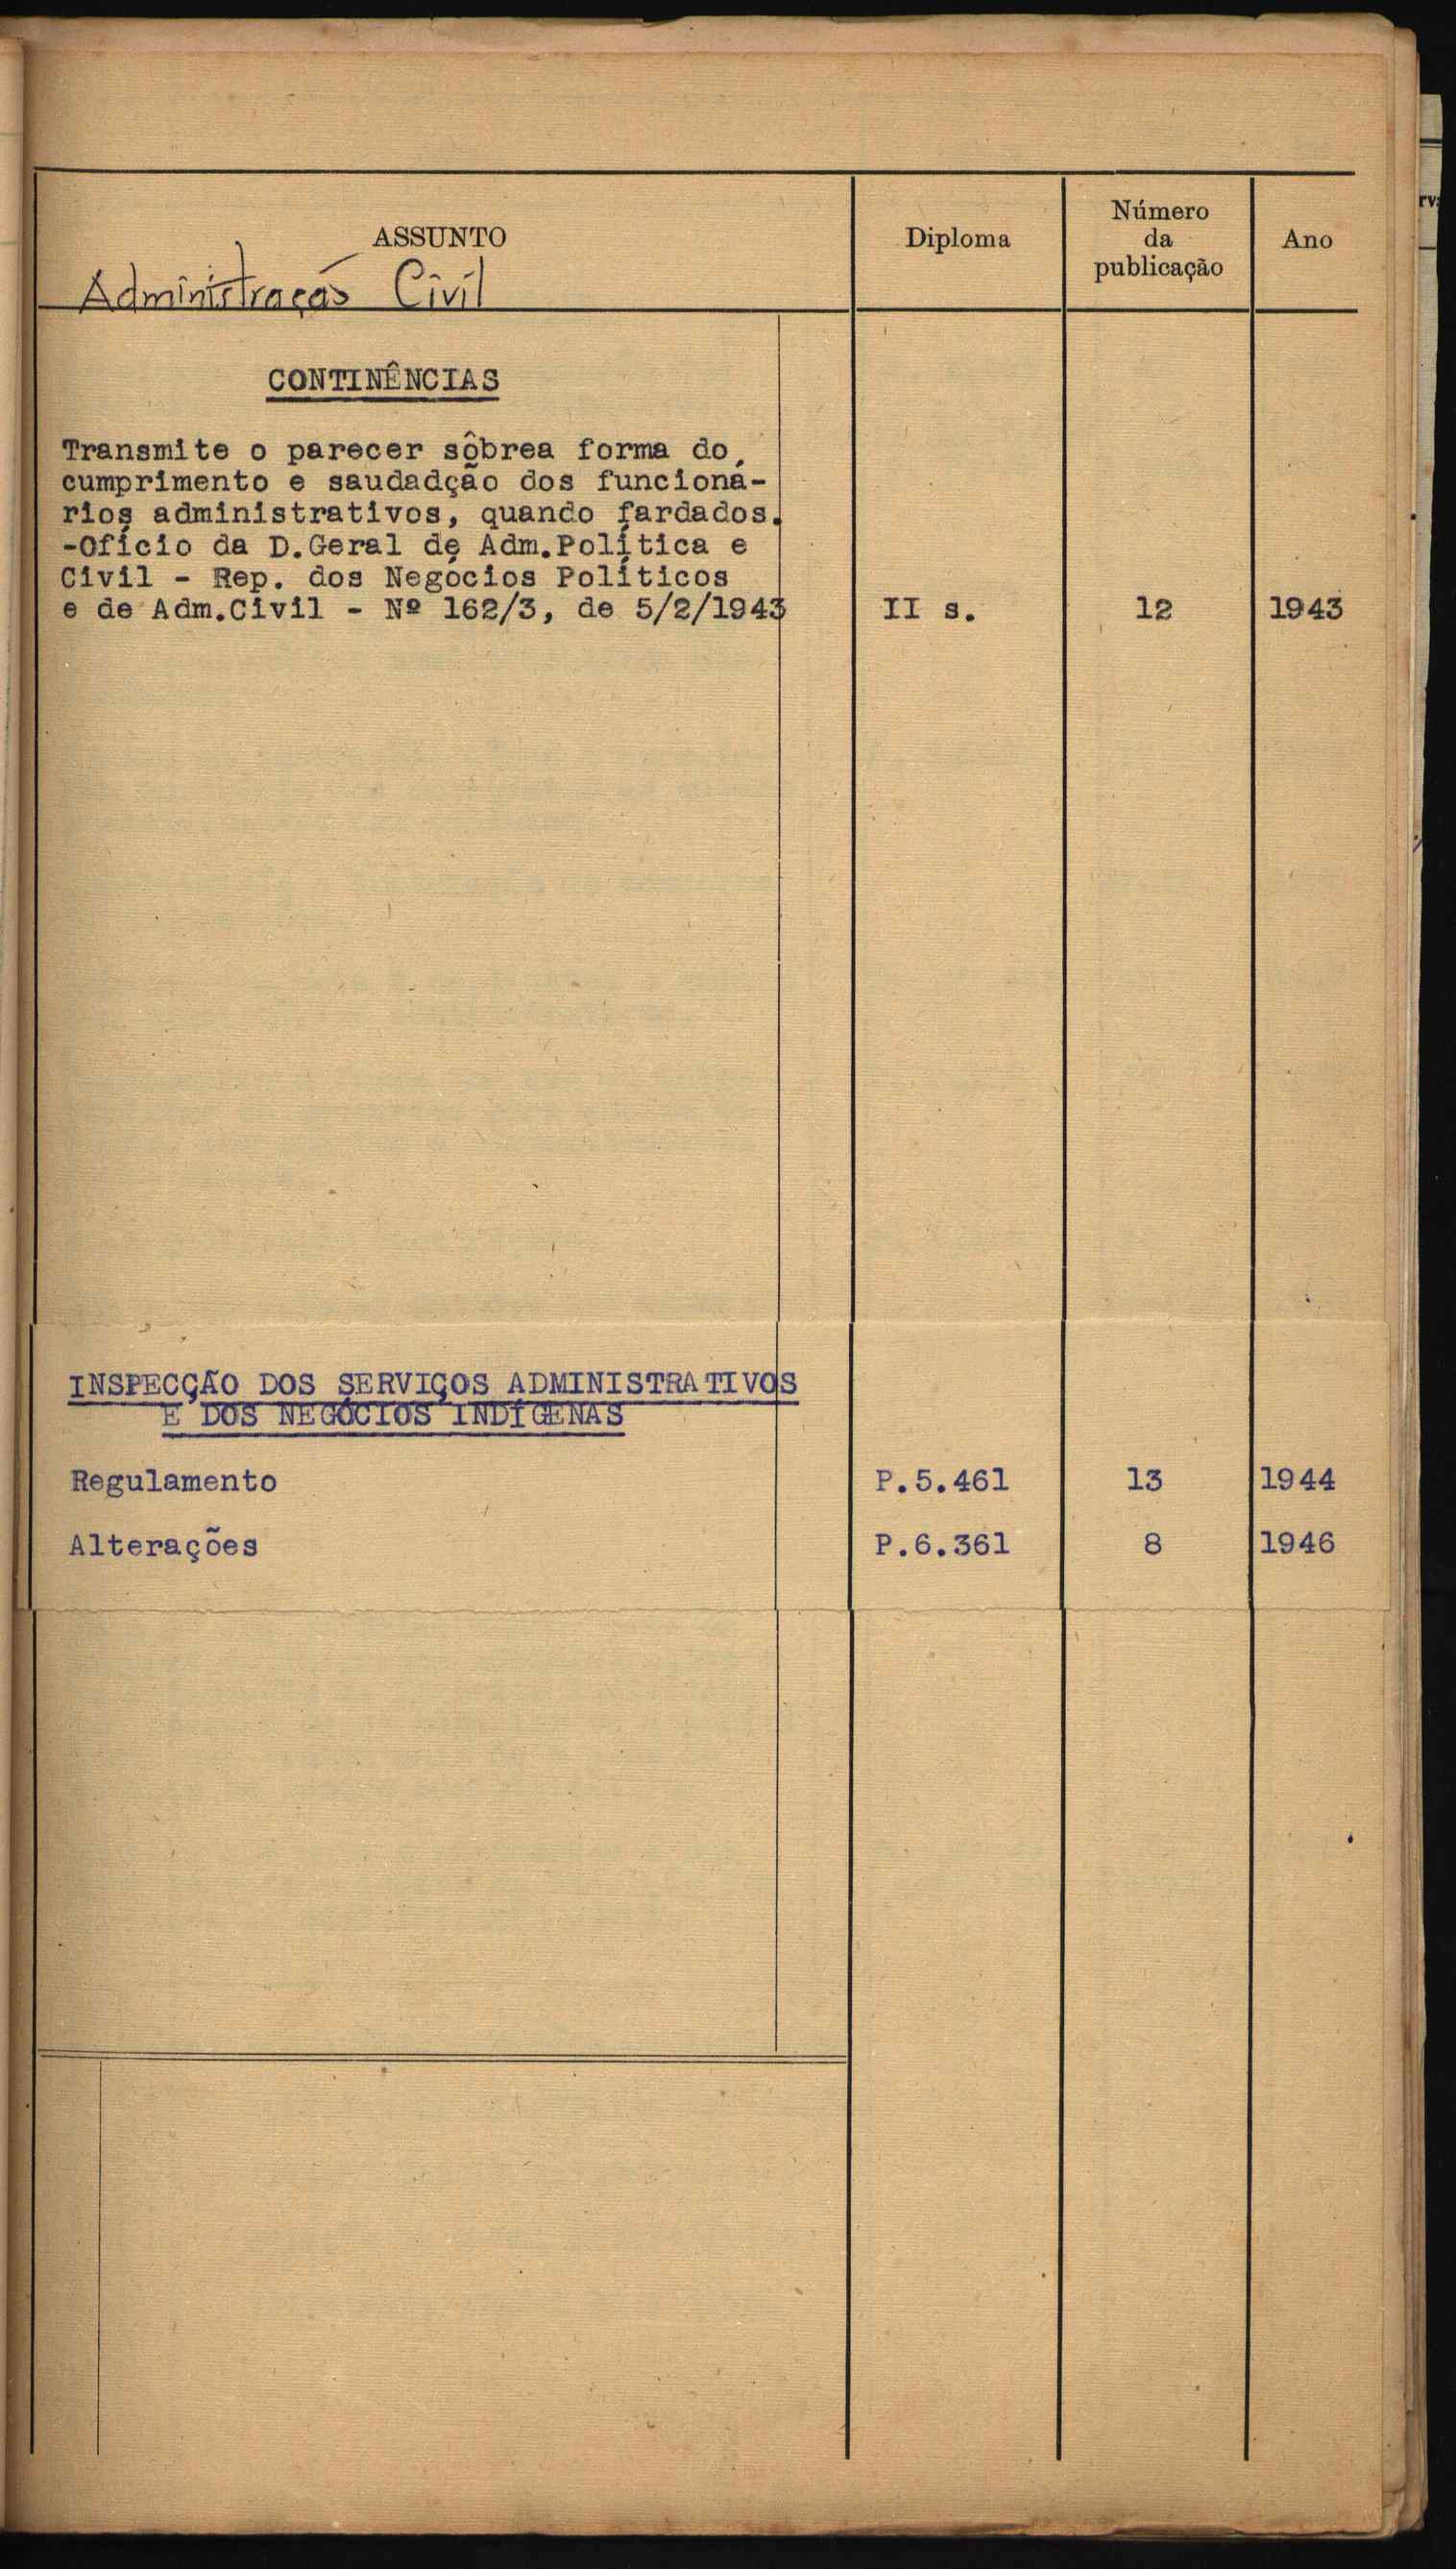 ASSUNTO
Diploma
Número
da
publicação
Ano
Administração Civil
CONTINÊNCIAS
Transmite o parecer sôbrea forma do
cumprimento e saudadção dos funcioná-
rios administrativos, quando fardados.
-Ofício da D.Geral de Adm.Política e
Civil - Rep. dos Negócios Políticos
e de Adm.Civil - Nº 162/3, de 5/2/1943 II s. 12 1943
INSPECÇÃO DOS SERVIÇOS ADMINISTRATIVOS
E DOS NEGÓCIOS INDÍGENAS
Regulamento P.5.461 13 1944
Alterações P.6.361 8 1946